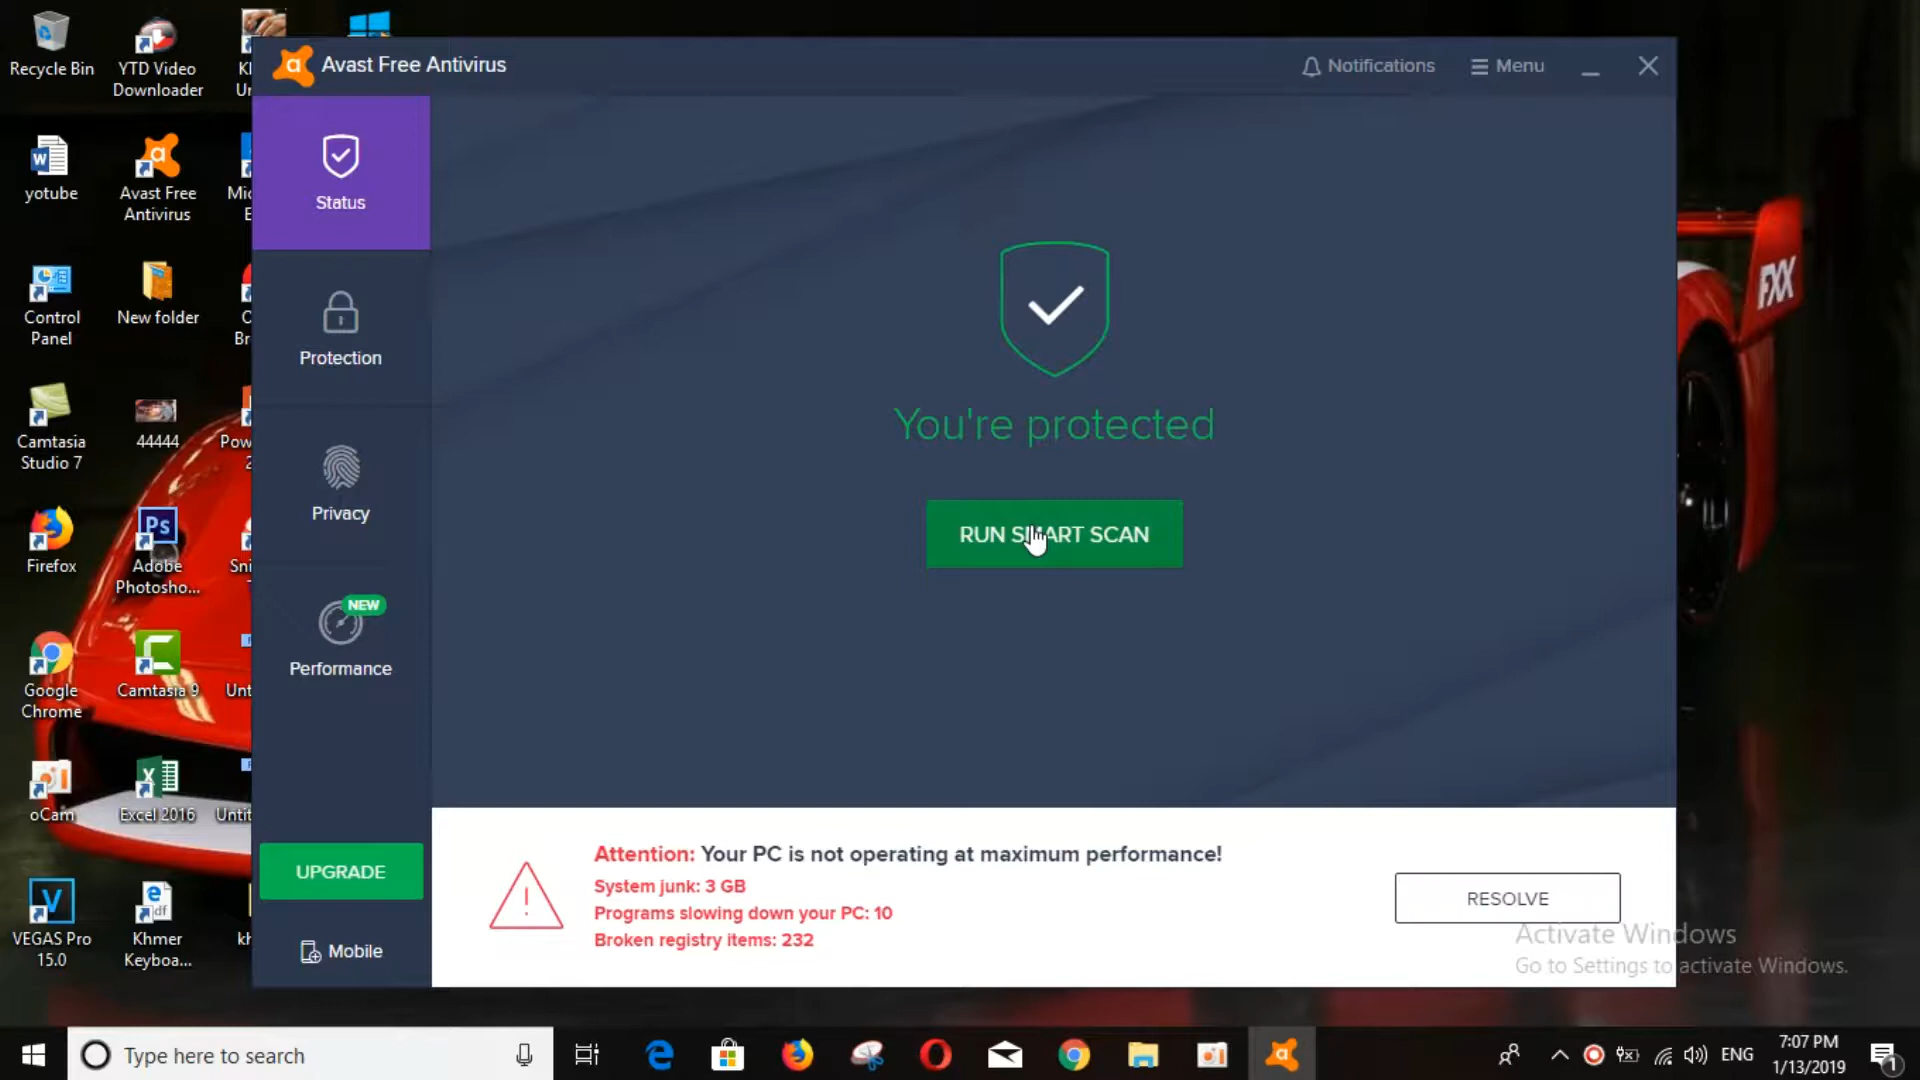 Recycle Bin
YTD Video
Downloader
Avast Free Antivirus
Notifications
Menu
yotube
Avast Free
Antivirus
Control
Panel
New folder
Camtasia
Studio 7
44444
Firefox
Ps
Adobe
Photosho...
Google
Chrome
Camtasia 9
oCam
Excel 2016
VEGAS Pro
15.0
Khmer
Keyboa...
Status
Protection
Privacy
NEW
Performance
UPGRADE
Mobile
You're protected
RUN SMART SCAN
FXX
Attention: Your PC is not operating at maximum performance!
System junk: 3 GB
Programs slowing down your PC: 10
Broken registry items: 232
RESOLVE
Activate Windows
Go to Settings to activate Windows.
Type here to search
ENG
7:07 PM
1/13/2019
1